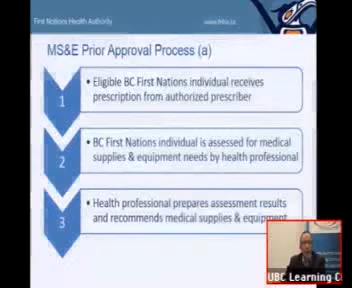 First Nations Health Authority
www.fnha.ca
MS&E Prior Approval Process (a)
1
• Eligible BC First Nations individual receives
prescription from authorized prescriber
2
• BC First Nations individual is assessed for medical
supplies & equipment needs by health professional
3
• Health professional prepares assessment results
and recommends medical supplies & equipment
UBC Learning C